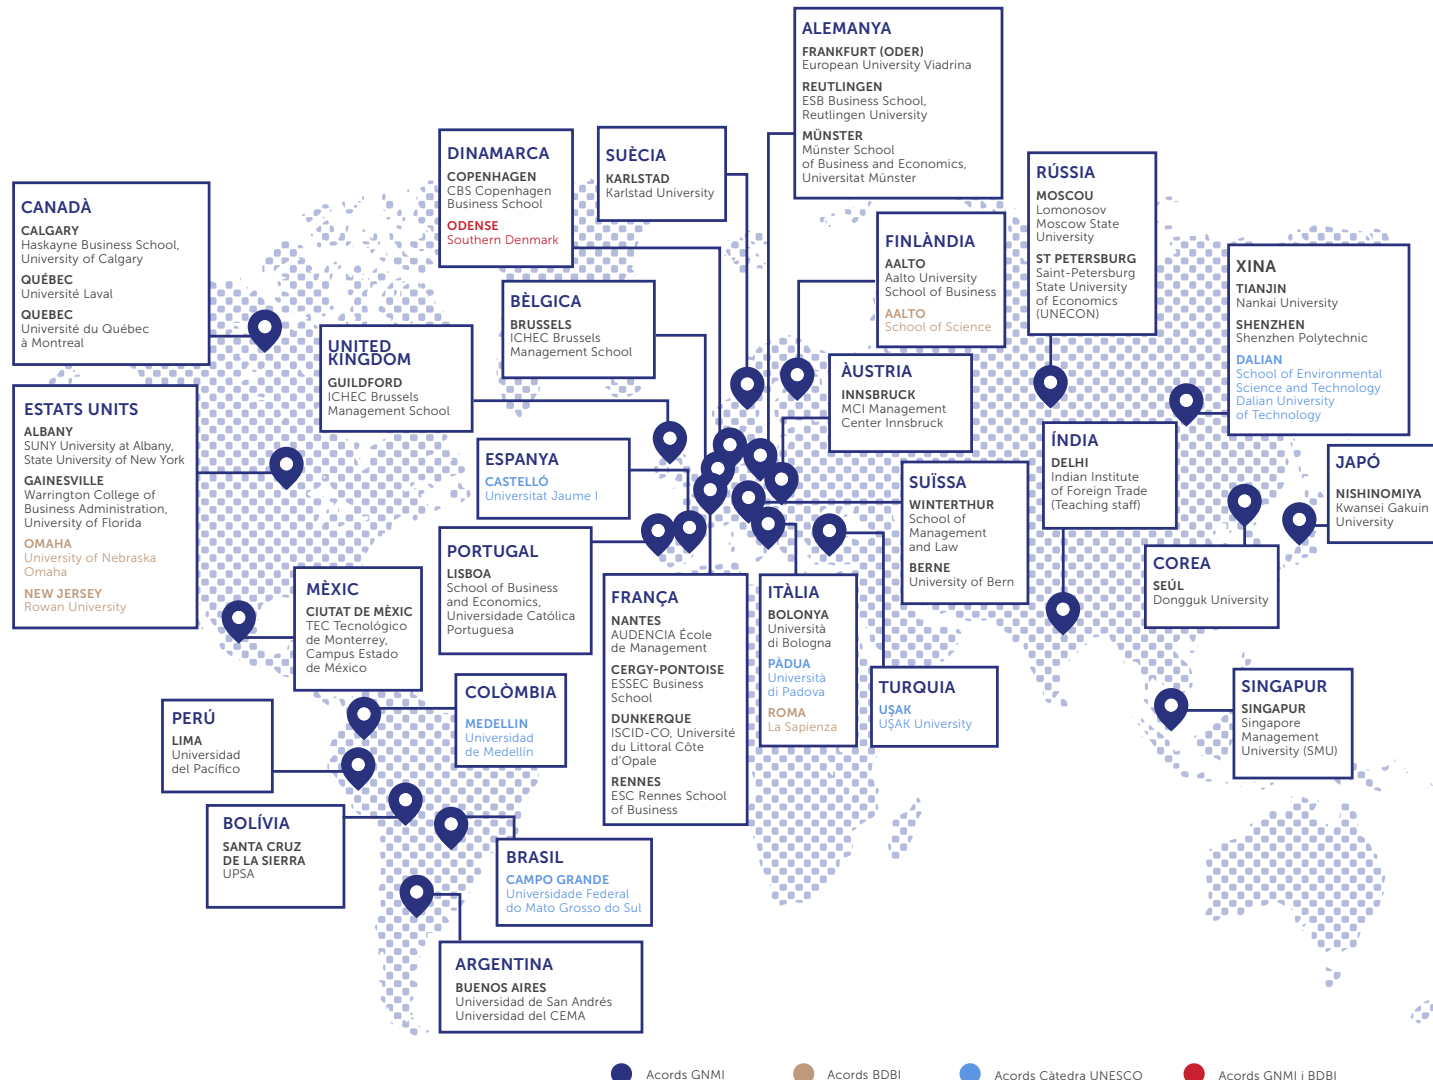 ALEMANYA
FRANKFURT (ODER)
European University Viadrina
REUTLINGEN
ESB Business School,
Reutlingen University
MÜNSTER
Münster School
of Business and Economics,
Universitat Münster
DINAMARCA
COPENHAGEN
CBS Copenhagen
Business School
ODENSE
Southern Denmark
SUÈCIA
KARLSTAD
Karlstad University
RÚSSIA
MOSCOU
Lomonosov
Moscow State
University
ST PETERSBURG
Saint-Petersburg
State University
of Economics
(UNECON)
CANADÀ
CALGARY
Haskayne Business School,
University of Calgary
QUÉBEC
Université Laval
QUEBEC
Université du Québec
à Montreal
FINLÀNDIA
AALTO
Aalto University
School of Business
AALTO
School of Science
XINA
TIANJIN
Nankai University
SHENZHEN
Shenzhen Polytechnic
DALIAN
School of Environmental
Science and Technology
Dalian University
of Technology
BÈLGICA
BRUSSELS
ICHEC Brussels
Management School
UNITED
KINGDOM
GUILDFORD
ICHEC Brussels
Management School
ÀUSTRIA
INNSBRUCK
MCI Management
Center Innsbruck
ESTATS UNITS
ALBANY
SUNY University at Albany,
State University of New York
GAINESVILLE
Warrington College of
Business Administration,
University of Florida
OMAHA
University of Nebraska
Omaha
NEW JERSEY
Rowan University
ÍNDIA
DELHI
Indian Institute
of Foreign Trade
(Teaching staff)
ESPANYA
CASTELLÓ
Universitat Jaume I
JAPÓ
NISHINOMIYA
Kwansei Gakuin
University
SUÏSSA
WINTERTHUR
School of
Management
and Law
BERNE
University of Bern
PORTUGAL
LISBOA
School of Business
and Economics,
Universidade Católica
Portuguesa
COREA
SEÚL
Dongguk University
MÈXIC
CIUTAT DE MÈXIC
TEC Tecnológico
de Monterrey,
Campus Estado
de México
FRANÇA
NANTES
AUDENCIA École
de Management
CERGY-PONTOISE
ESSEC Business
School
DUNKERQUE
ISCID-CO, Université
du Littoral Côte
d'Opale
RENNES
ESC Rennes School
of Business
ITÀLIA
BOLONYA
Università
di Bologna
PÀDUA
Università
di Padova
ROMA
La Sapienza
TURQUIA
UŞAK
UŞAK University
SINGAPUR
SINGAPUR
Singapore
Management
University (SMU)
COLÒMBIA
MEDELLIN
Universidad
de Medellín
PERÚ
LIMA
Universidad
del Pacífico
BOLÍVIA
SANTA CRUZ
DE LA SIERRA
UPSA
BRASIL
CAMPO GRANDE
Universidade Federal
do Mato Grosso do Sul
ARGENTINA
BUENOS AIRES
Universidad de San Andrés
Universidad del CEMA
Acords GNMI
Acords BDBI
Acords Càtedra UNESCO
Acords GNMI i BDBI